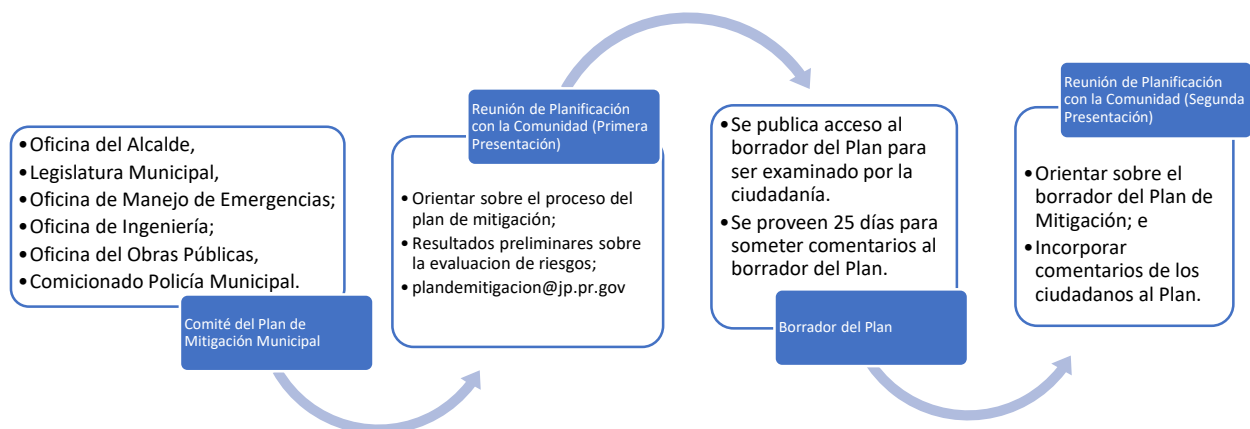 •Oficina del Alcalde,
•Legislatura Municipal,
•Oficina de Manejo de Emergencias;
•Oficina de Ingeniería;
•Oficina del Obras Públicas,
•Comicionado Policía Municipal.
Comité del Plan de
Mitigación Municipal
Reunión de Planificación
con la Comunidad (Primera
Presentación)
• Orientar sobre el proceso del
plan de mitigación;
• Resultados preliminares sobre
la evaluacion de riesgos;
• plandemitigacion@jp.pr.gov
•Se publica acceso al
borrador del Plan para
ser examinado por la
ciudadanía.
•Se proveen 25 días para
someter comentarios al
borrador del Plan.
Borrador del Plan
Reunión de Planificación
con la Comunidad (Segunda
Presentación)
•Orientar sobre el
borrador del Plan de
Mitigación; e
•Incorporar
comentarios de los
ciudadanos al Plan.